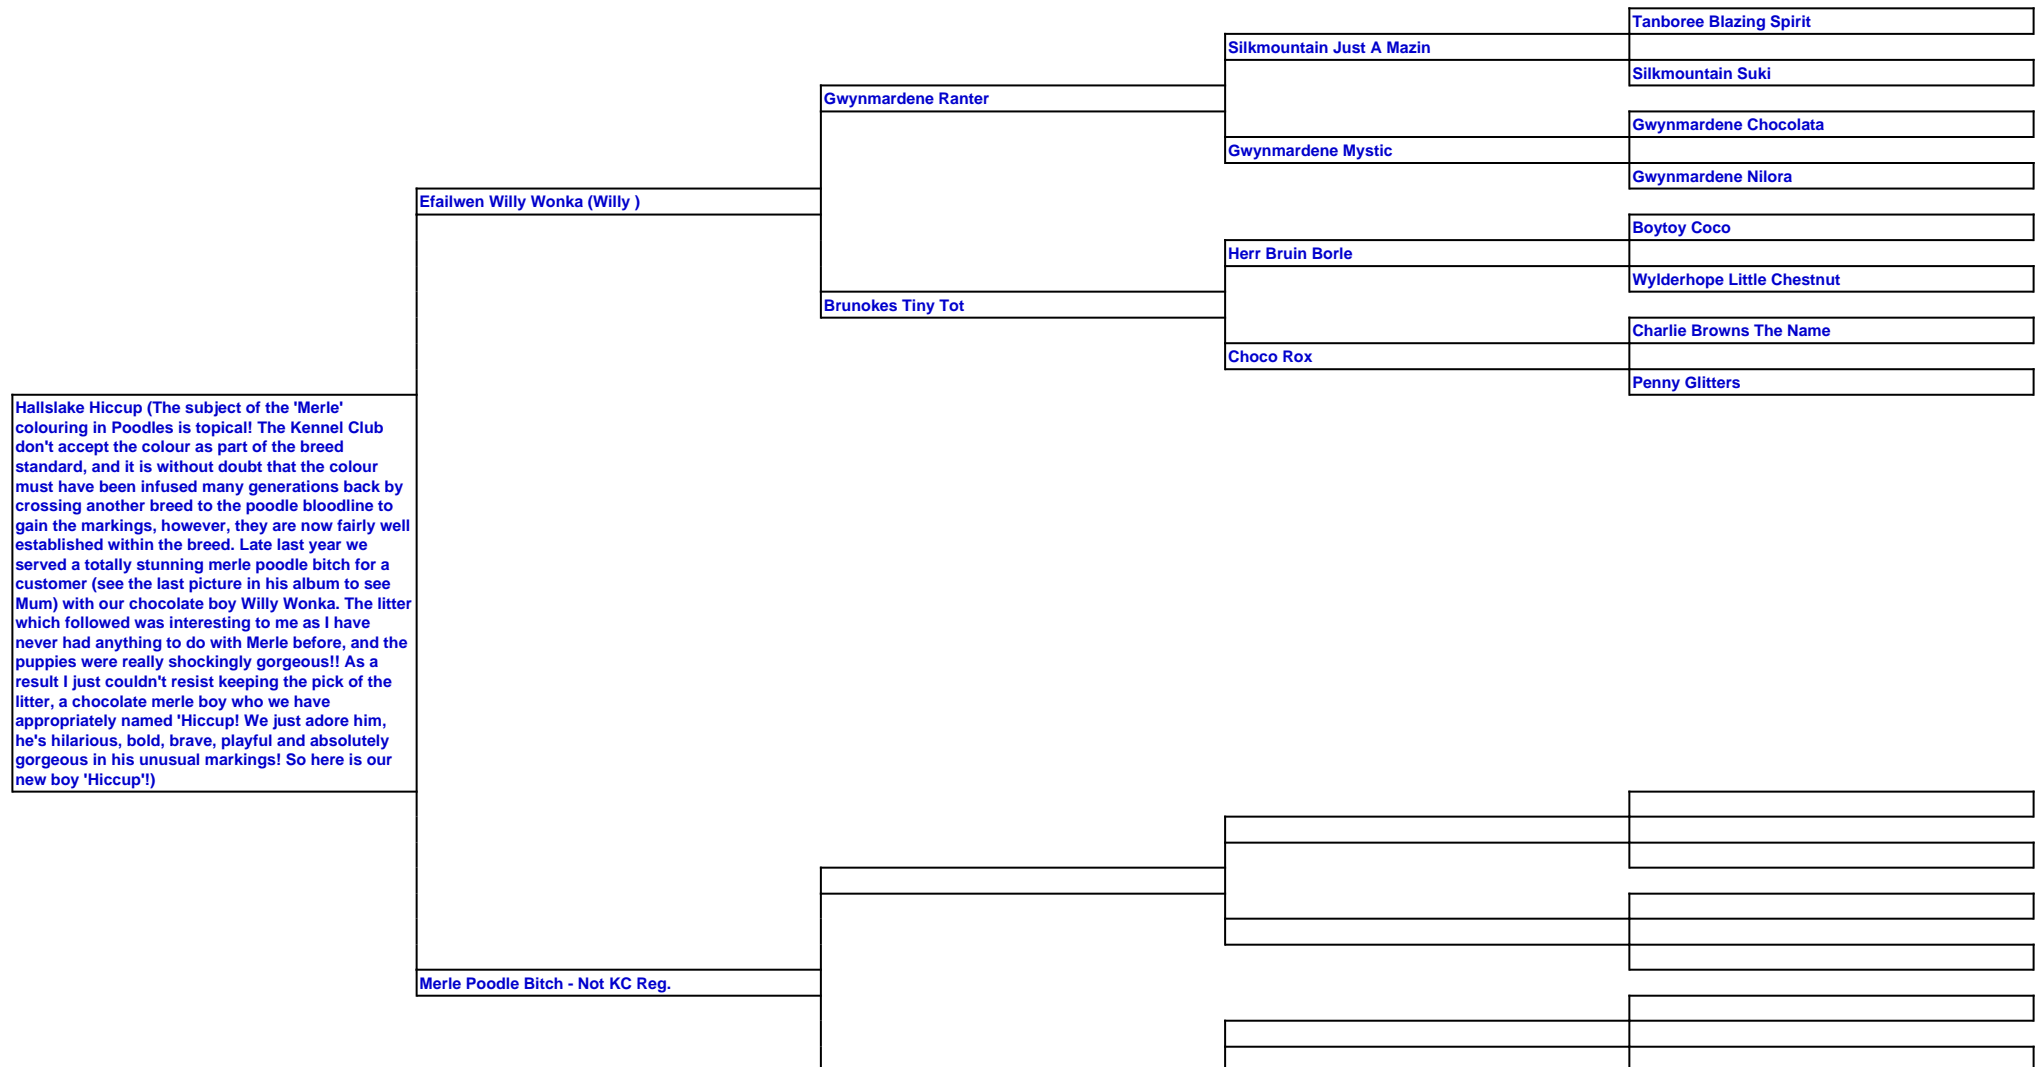 Tanboree Blazing Spirit
Silkmountain Just A Mazin
Silkmountain Suki
Gwynmardene Ranter
Gwynmardene Chocolata
Gwynmardene Mystic
Gwynmardene Nilora
Efailwen Willy Wonka (Willy )
Boytoy Coco
Herr Bruin Borle
Wylderhope Little Chestnut
Brunokes Tiny Tot
Charlie Browns The Name
Choco Rox
Penny Glitters
Hallslake Hiccup (The subject of the 'Merle'
colouring in Poodles is topical! The Kennel Club
don't accept the colour as part of the breed
standard, and it is without doubt that the colour
must have been infused many generations back by
crossing another breed to the poodle bloodline to
gain the markings, however, they are now fairly well
established within the breed. Late last year we
served a totally stunning merle poodle bitch for a
customer (see the last picture in his album to see
Mum) with our chocolate boy Willy Wonka. The litter
which followed was interesting to me as I have
never had anything to do with Merle before, and the
puppies were really shockingly gorgeous!! As a
result I just couldn't resist keeping the pick of the
litter, a chocolate merle boy who we have
appropriately named 'Hiccup! We just adore him,
he's hilarious, bold, brave, playful and absolutely
gorgeous in his unusual markings! So here is our
new boy 'Hiccup'!)
Merle Poodle Bitch - Not KC Reg.